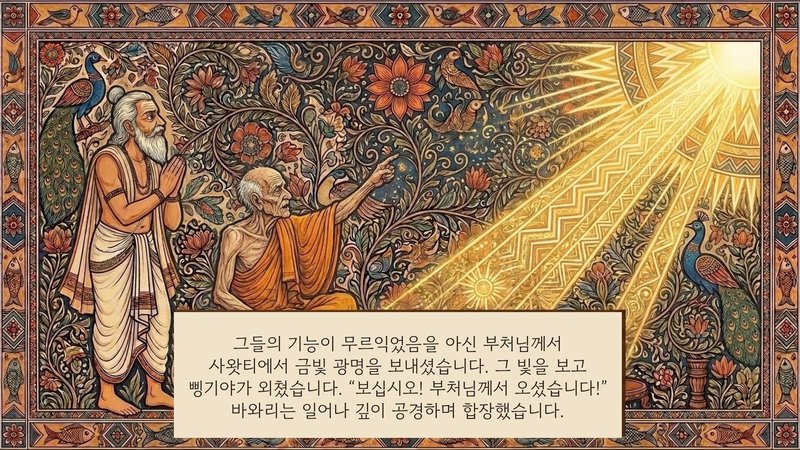 그들의 기능이 무르익었음을 아신 부처님께서
사왓티에서 금빛 광명을 보내셨습니다. 그 빛을 보고
삥기야가 외쳤습니다. “보십시오! 부처님께서 오셨습니다!”
바와리는 일어나 깊이 공경하며 합장했습니다.